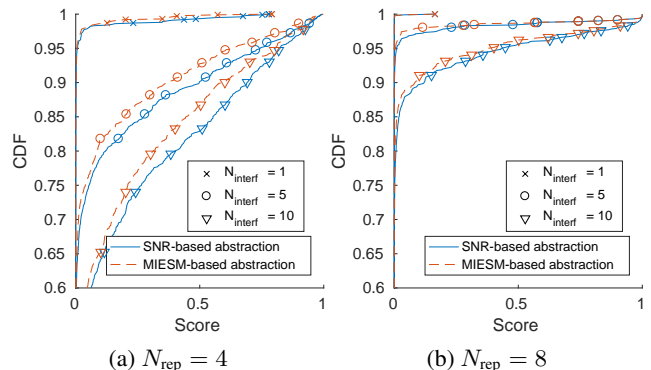 CDF
1
0.95
0.9
0.85
0.8
0.75
0.7
0.65
0.6
0
0.5
1
Score
N_interf = 1
N_interf = 5
N_interf = 10
SNR-based abstraction
MIESM-based abstraction
(a) N_rep = 4
CDF
1
0.95
0.9
0.85
0.8
0.75
0.7
0.65
0.6
0
0.5
1
Score
N_interf = 1
N_interf = 5
N_interf = 10
SNR-based abstraction
MIESM-based abstraction
(b) N_rep = 8